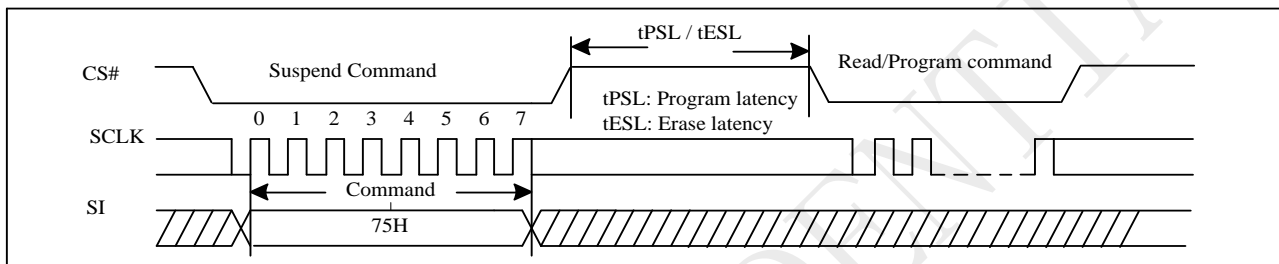 tPSL / tESL
CS#
Suspend Command
Read/Program command
tPSL: Program latency
tESL: Erase latency
0 1 2 3 4 5 6 7
SCLK
Command
SI
75H